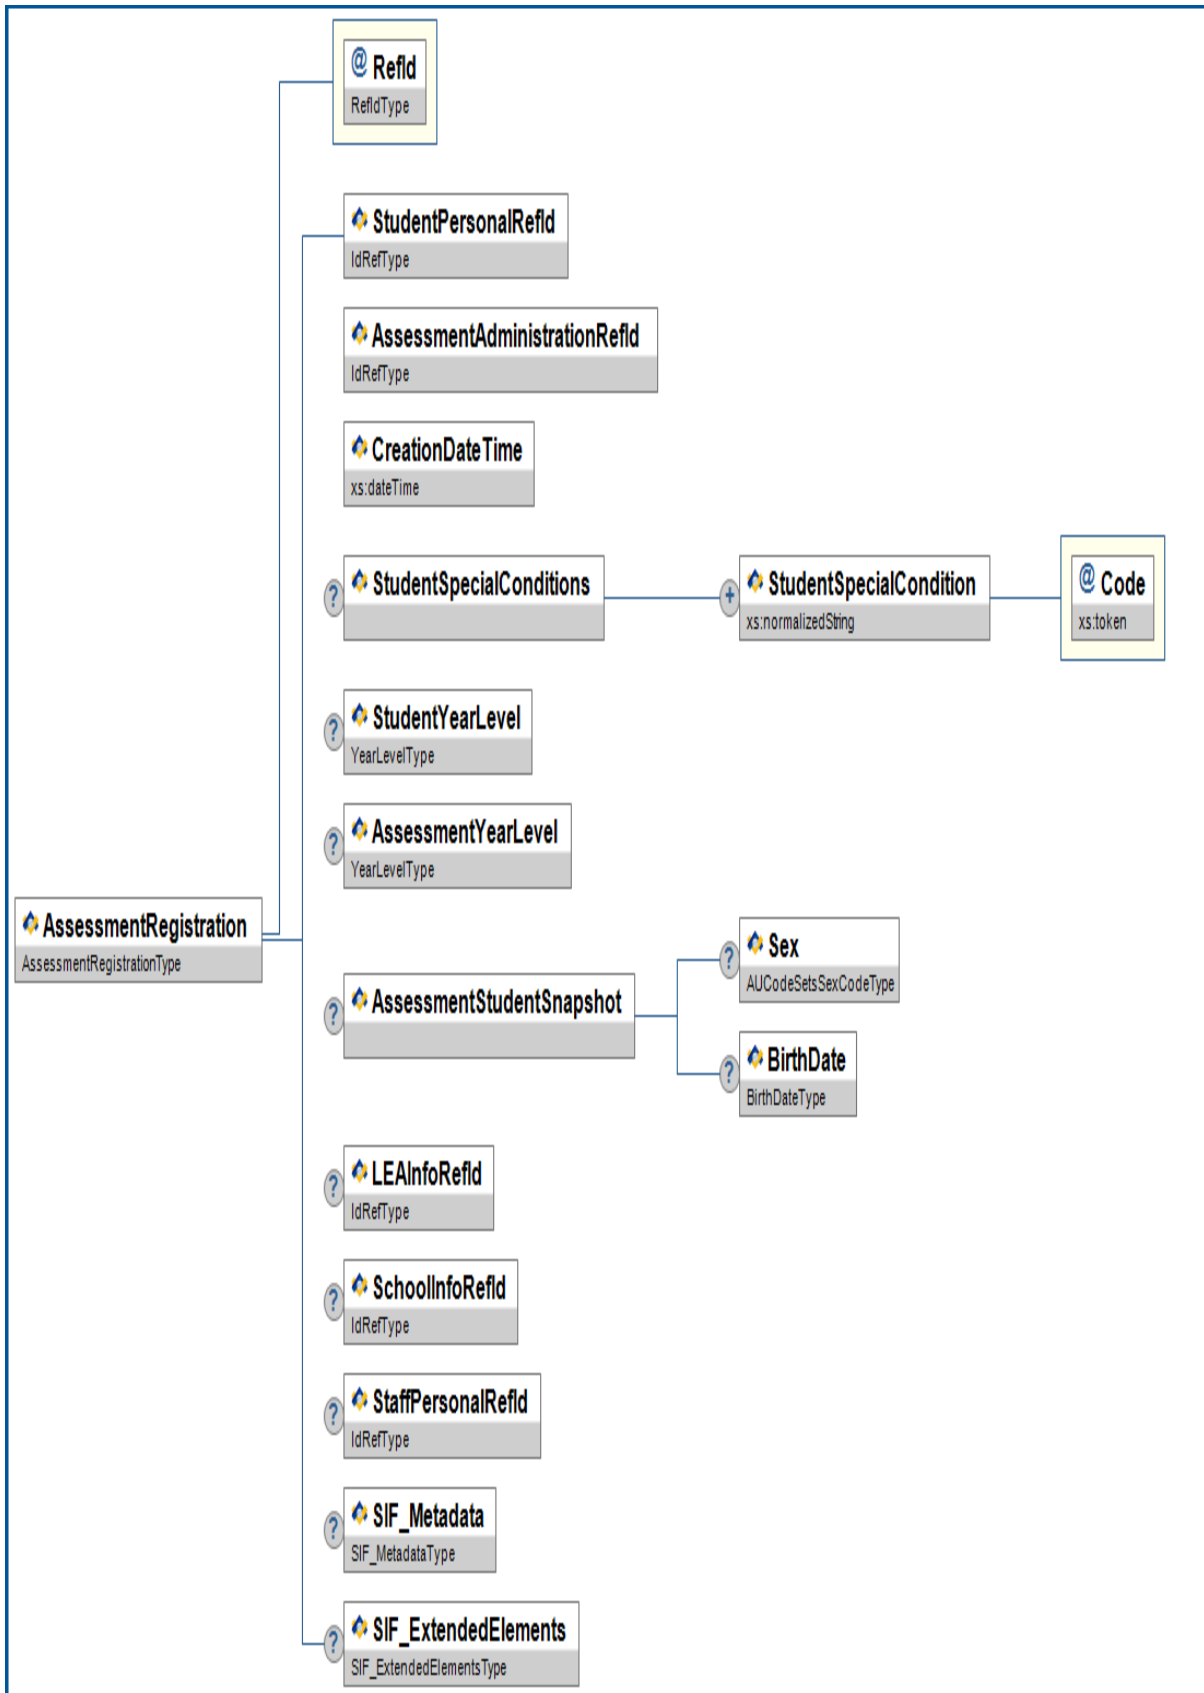 @ RefId
RefIdType
StudentPersonalRefId
IdRefType
AssessmentAdministrationRefId
IdRefType
CreationDateTime
xs:dateTime
? StudentSpecialConditions
+ StudentSpecialCondition
xs:normalizedString
@ Code
xs:token
? StudentYearLevel
YearLevelType
? AssessmentYearLevel
YearLevelType
AssessmentRegistration
AssessmentRegistrationType
? AssessmentStudentSnapshot
? Sex
AUCodeSetsSexCodeType
? BirthDate
BirthDateType
? LEAInfoRefId
IdRefType
? SchoolInfoRefId
IdRefType
? StaffPersonalRefId
IdRefType
? SIF_Metadata
SIF_MetadataType
? SIF_ExtendedElements
SIF_ExtendedElementsType